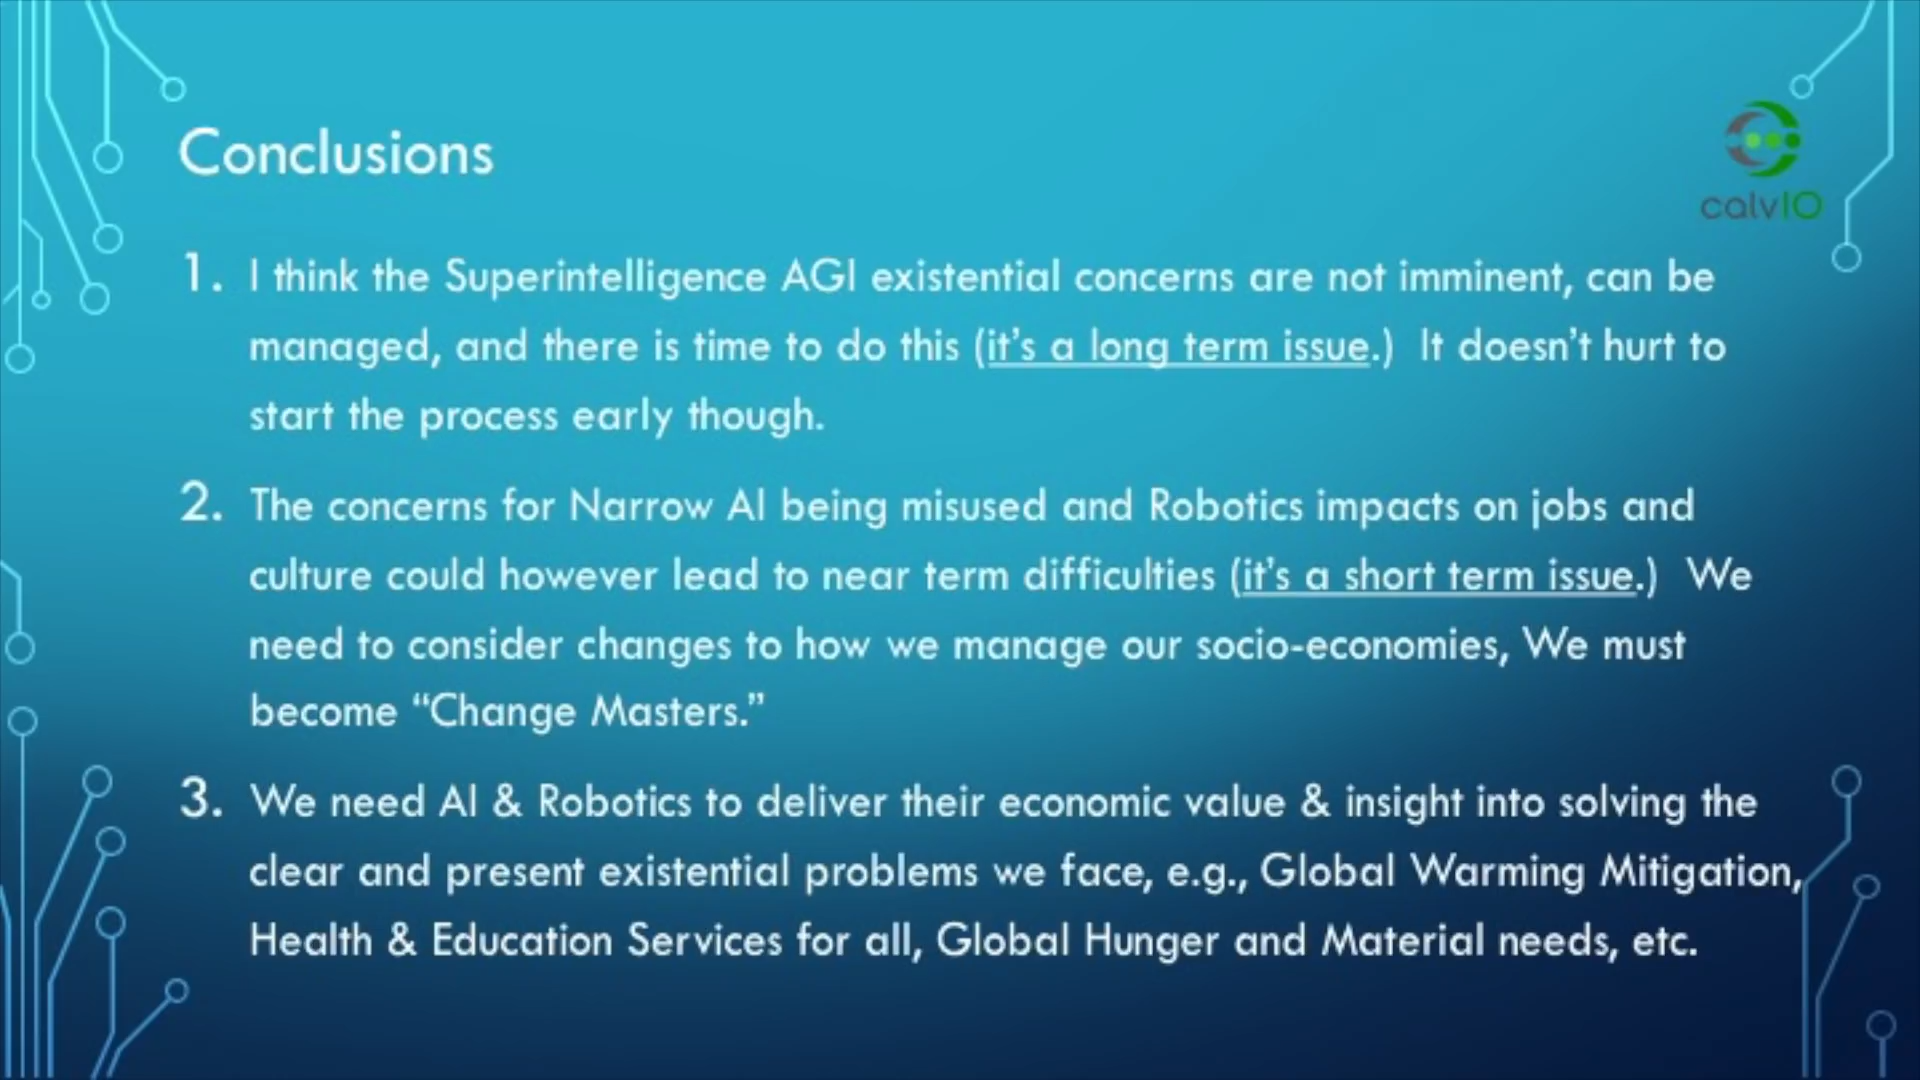 Conclusions
calvIO
1. I think the Superintelligence AGI existential concerns are not imminent, can be
managed, and there is time to do this (it's a long term issue.)  It doesn't hurt to
start the process early though.
2. The concerns for Narrow AI being misused and Robotics impacts on jobs and
culture could however lead to near term difficulties (it's a short term issue.)  We
need to consider changes to how we manage our socio-economies, We must
become “Change Masters.”
3. We need AI & Robotics to deliver their economic value & insight into solving the
clear and present existential problems we face, e.g., Global Warming Mitigation,
Health & Education Services for all, Global Hunger and Material needs, etc.